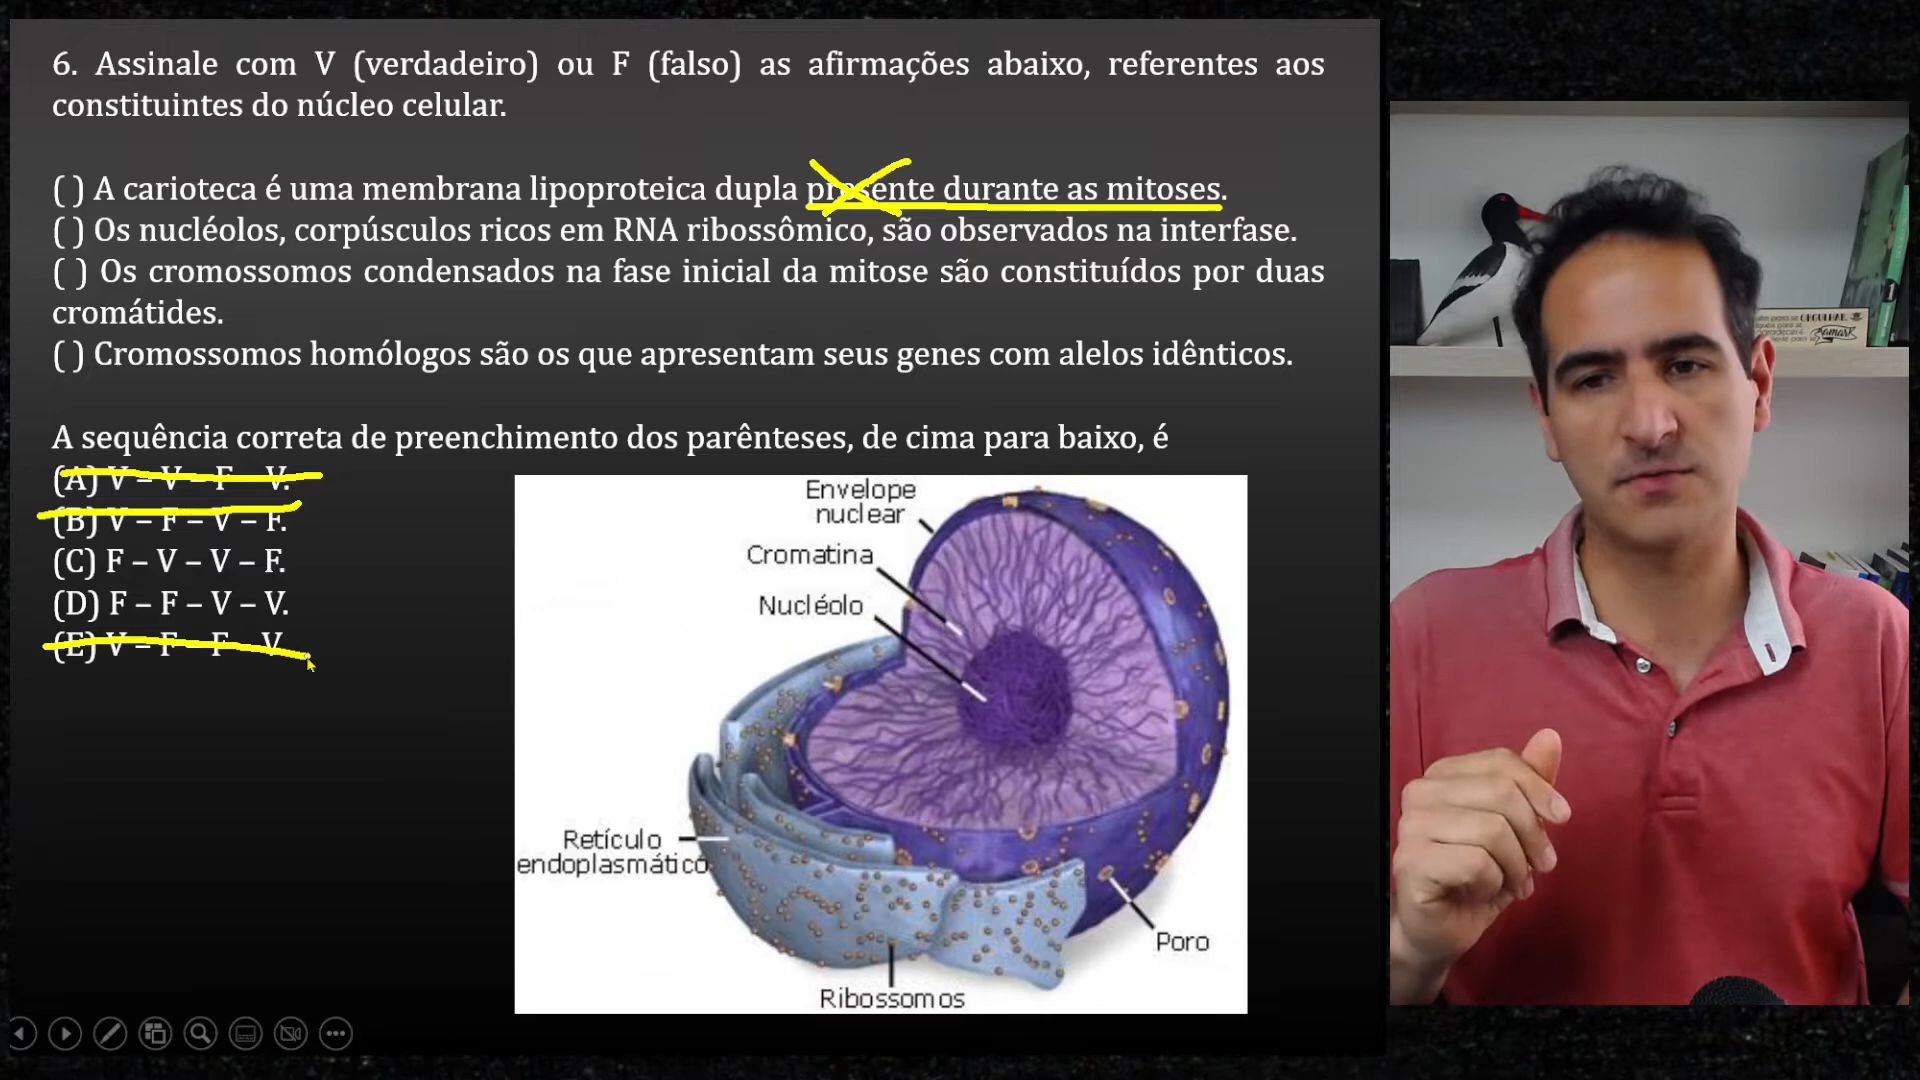 6. Assinale com V (verdadeiro) ou F (falso) as afirmações abaixo, referentes aos
constituintes do núcleo celular.
( ) A carioteca é uma membrana lipoproteica dupla presente durante as mitoses.
( ) Os nucléolos, corpúsculos ricos em RNA ribossômico, são observados na interfase.
( ) Os cromossomos condensados na fase inicial da mitose são constituídos por duas
cromátides.
( ) Cromossomos homólogos são os que apresentam seus genes com alelos idênticos.
A sequência correta de preenchimento dos parênteses, de cima para baixo, é
(A) V – V – F – V.
(B) V – F – V – F.
(C) F – V – V – F.
(D) F – F – V – V.
(E) V – F – F – V.
Envelope
nuclear
Cromatina
Nucléolo
Retículo
endoplasmático
Poro
Ribossomos
ORGULHAR
1